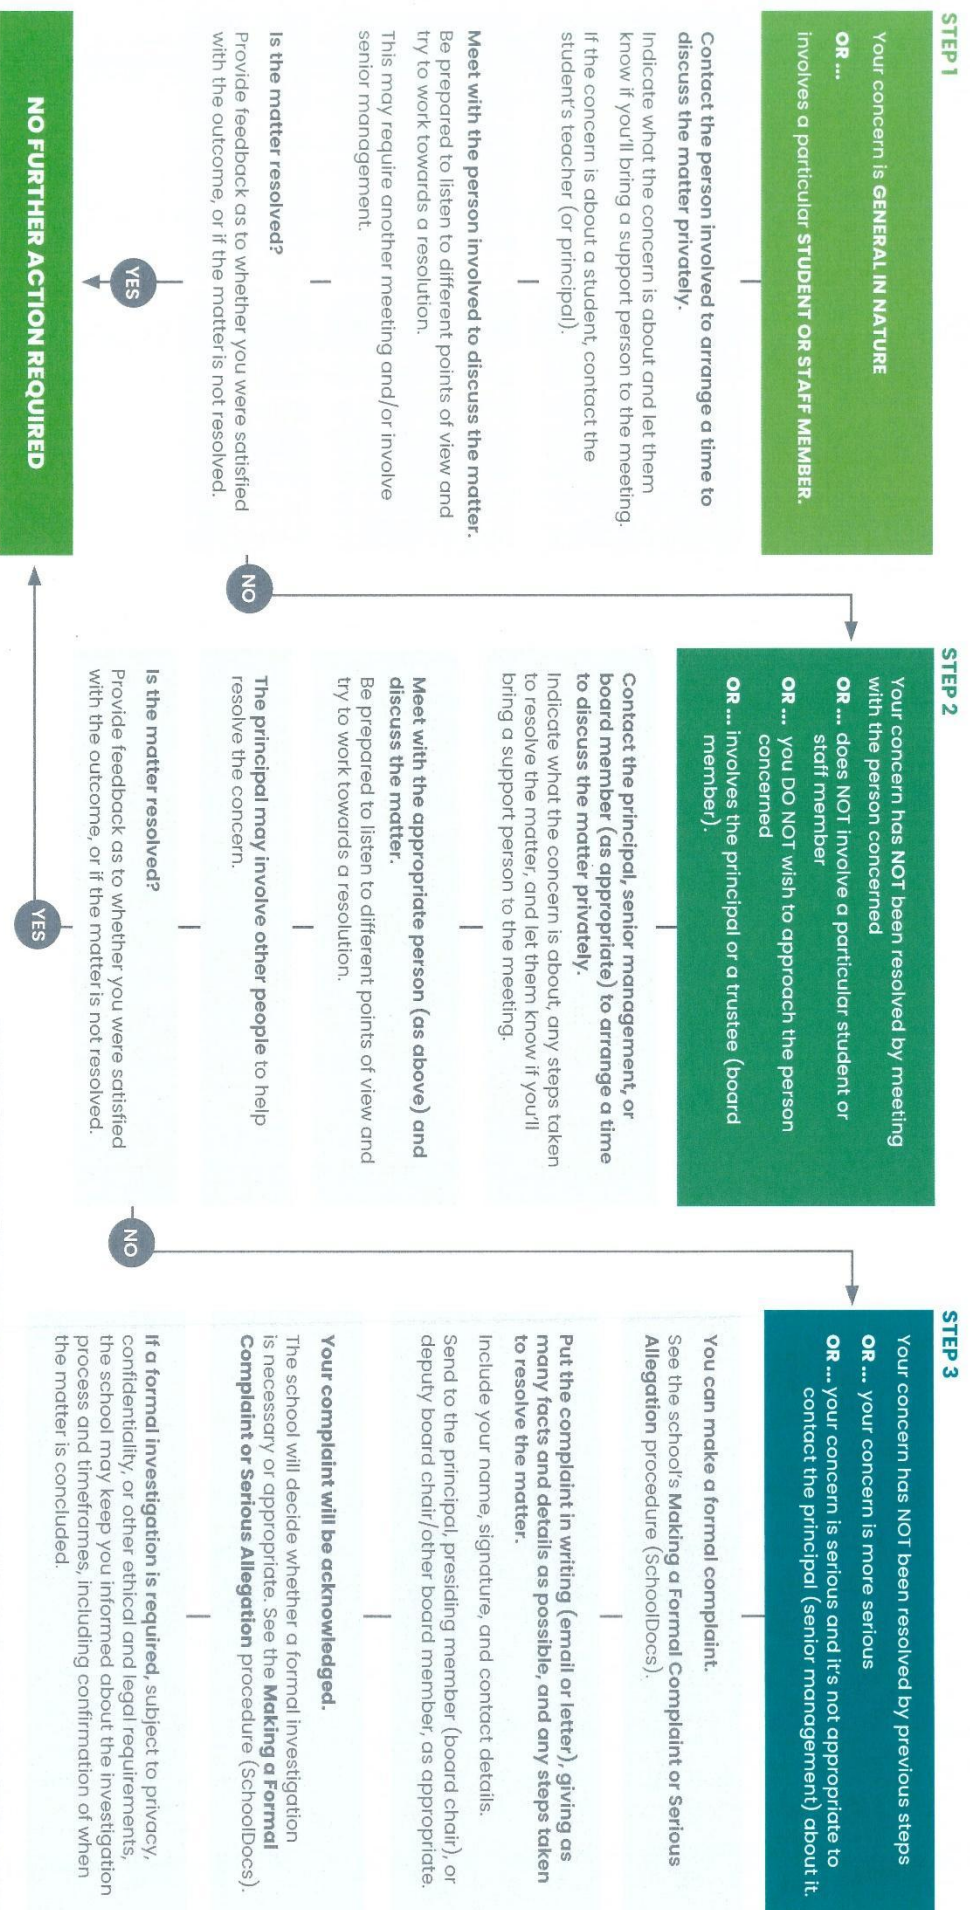 STEP 1
Your concern is GENERAL IN NATURE
OR ...
involves a particular STUDENT OR STAFF MEMBER.
Contact the person involved to arrange a time to
discuss the matter privately.
Indicate what the concern is about and let them
know if you'll bring a support person to the meeting.
If the concern is about a student, contact the
student's teacher (or principal).
Meet with the person involved to discuss the matter.
Be prepared to listen to different points of view and
try to work towards a resolution.
This may require another meeting and/or involve
senior management.
Is the matter resolved?
Provide feedback as to whether you were satisfied
with the outcome, or if the matter is not resolved.
YES
NO
NO FURTHER ACTION REQUIRED
STEP 2
Your concern has NOT been resolved by meeting
with the person concerned
OR ... does NOT involve a particular student or
staff member
OR ... you DO NOT wish to approach the person
concerned
OR ... involves the principal or a trustee (board
member).
Contact the principal, senior management, or
board member (as appropriate) to arrange a time
to discuss the matter privately.
Indicate what the concern is about, any steps taken
to resolve the matter, and let them know if you'll
bring a support person to the meeting.
Meet with the appropriate person (as above) and
discuss the matter.
Be prepared to listen to different points of view and
try to work towards a resolution.
The principal may involve other people to help
resolve the concern.
Is the matter resolved?
Provide feedback as to whether you were satisfied
with the outcome, or if the matter is not resolved.
YES
NO
STEP 3
Your concern has NOT been resolved by previous steps
OR ... your concern is more serious
OR ... your concern is serious and it's not appropriate to
contact the principal (senior management) about it.
You can make a formal complaint.
See the school's Making a Formal Complaint or Serious
Allegation procedure (SchoolDocs).
Put the complaint in writing (email or letter), giving as
many facts and details as possible, and any steps taken
to resolve the matter.
Include your name, signature, and contact details.
Send to the principal, presiding member (board chair), or
deputy board chair/other board member, as appropriate.
Your complaint will be acknowledged.
The school will decide whether a formal investigation
is necessary or appropriate. See the Making a Formal
Complaint or Serious Allegation procedure (SchoolDocs).
If a formal investigation is required, subject to privacy,
confidentiality, or other ethical and legal requirements,
the school may keep you informed about the investigation
process and timeframes, including confirmation of when
the matter is concluded.